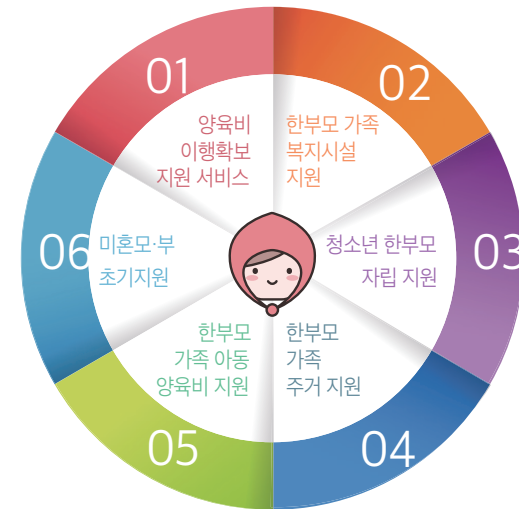 01
양육비
이행확보
지원 서비스
02
한부모 가족
복지시설
지원
03
청소년 한부모
자립 지원
04
한부모
가족
주거 지원
05
한부모
가족 아동
양육비 지원
06
미혼모·부
초기지원